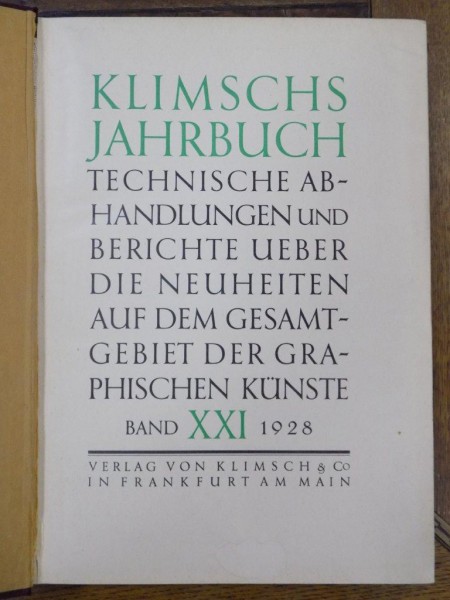 KLIMSCHS
JAHRBUCH
TECHNISCHE AB-
HANDLUNGEN UND
BERICHTE UEBER
DIE NEUHEITEN
AUF DEM GESAMT-
GEBIET DER GRA-
PHISCHEN KÜNSTE
BAND XXI 1928
VERLAG VON KLIMSCH & Co
IN FRANKFURT AM MAIN